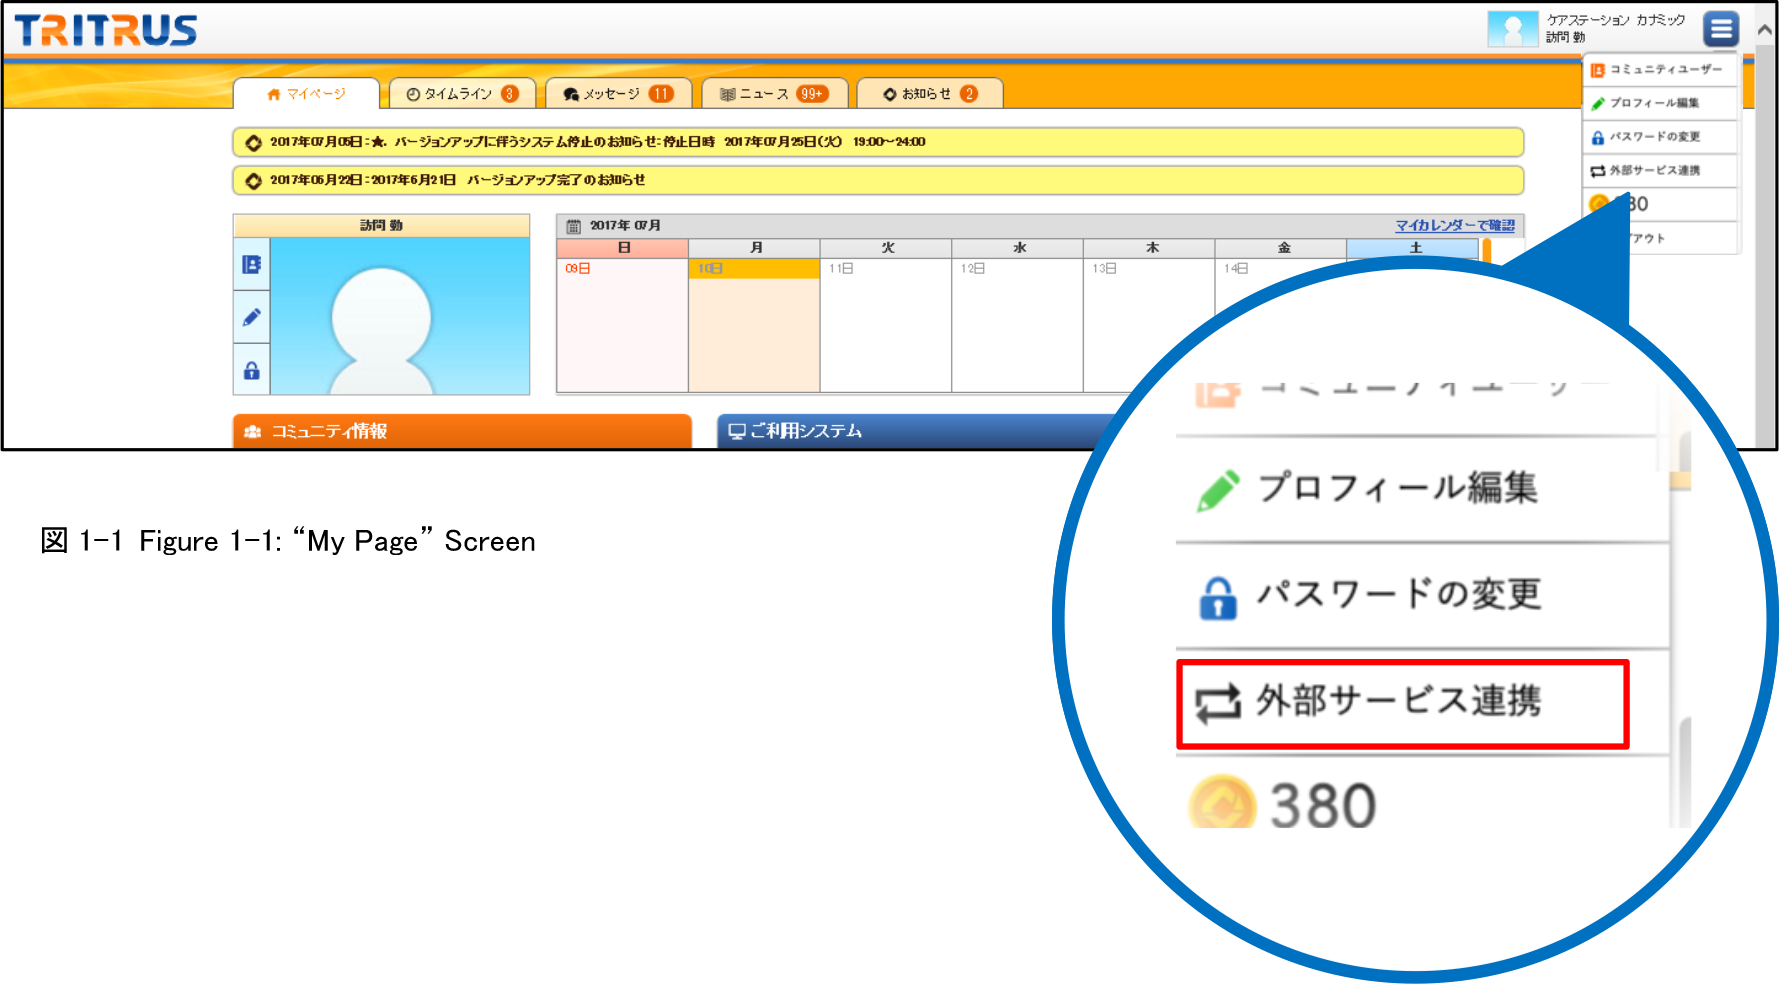 TRITRUS
ケアステーション カナミック
訪問 勤
マイページ
タイムライン 3
メッセージ 11
ニュース 99+
お知らせ 2
コミュニティユーザー
プロフィール編集
パスワードの変更
外部サービス連携
80
アウト
2017年07月05日:★. バージョンアップに伴うシステム停止のお知らせ:停止日時 2017年07月25日(火) 19:00~24:00
2017年06月22日:2017年6月21日 バージョンアップ完了のお知らせ
訪問 勤
2017年 07月
マイカレンダーで確認
日 月 火 水 木 金 土
09日 10日 11日 12日 13日 14日
コミュニティ情報
ご利用システム
コミューティユーザー
プロフィール編集
パスワードの変更
外部サービス連携
380
図 1-1 Figure 1-1: “My Page” Screen